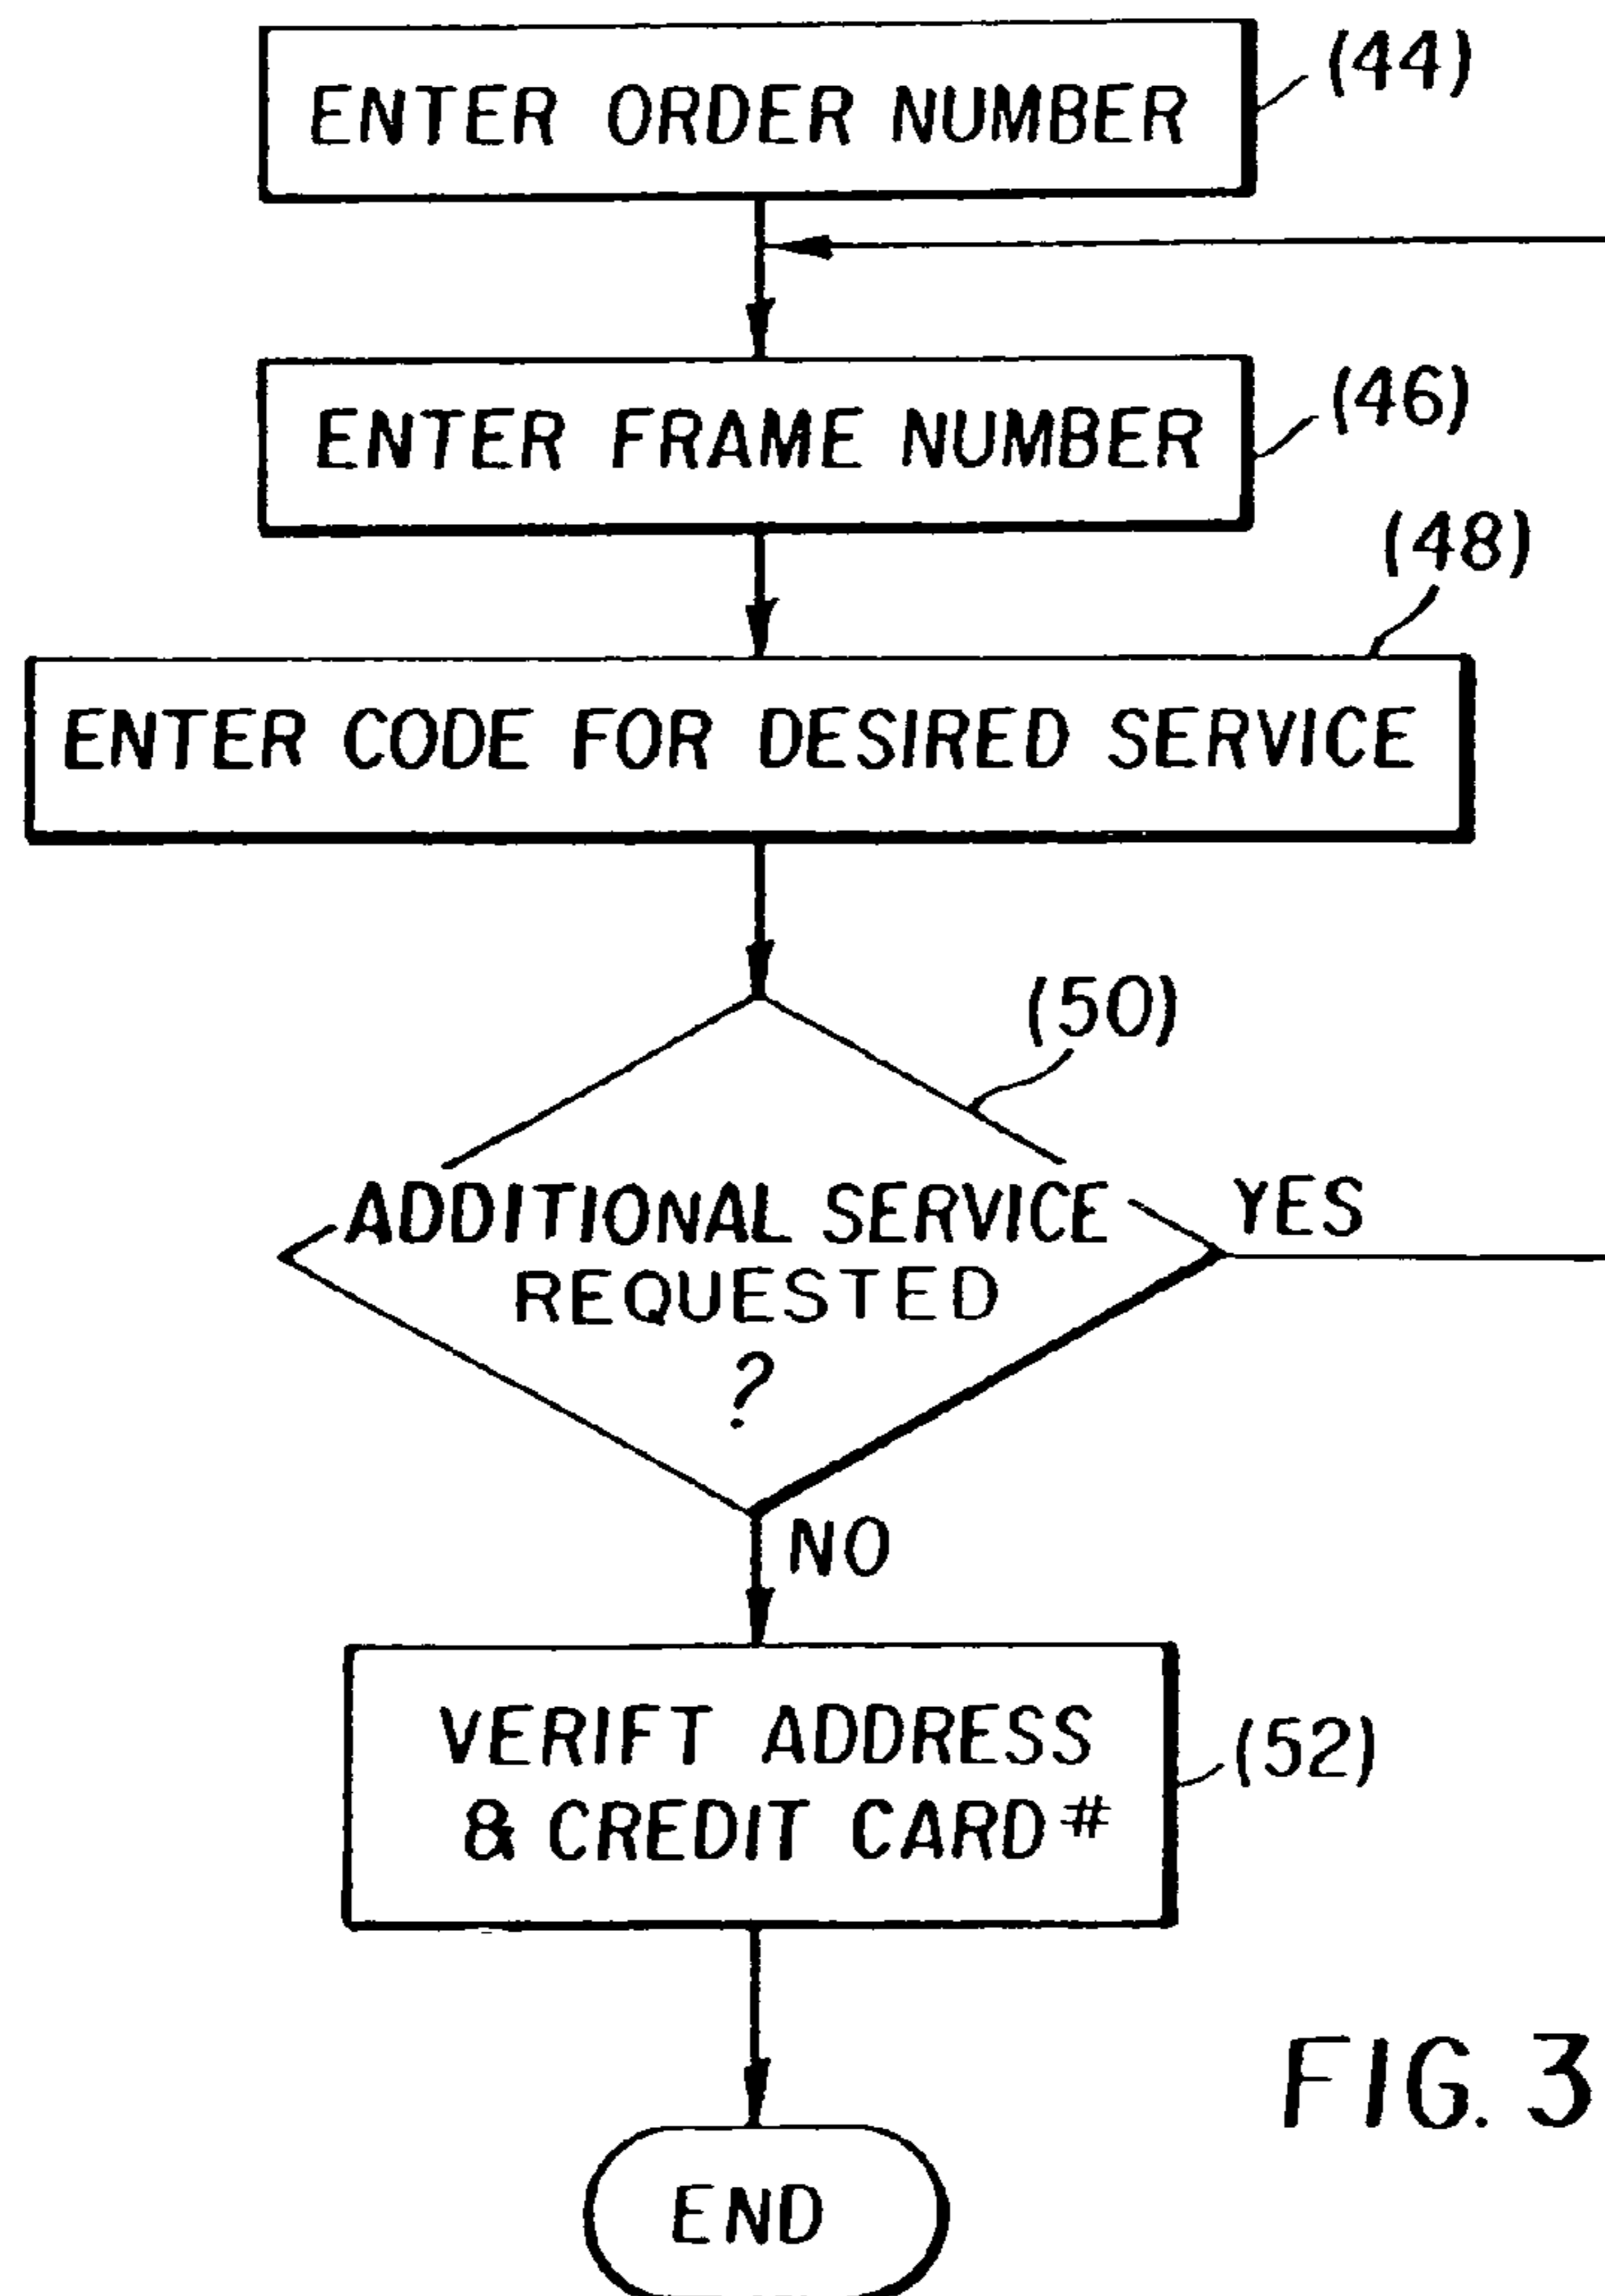 ENTER ORDER NUMBER
(44)
ENTER FRAME NUMBER
(46)
(48)
ENTER CODE FOR DESIRED SERVICE
(50)
ADDITIONAL SERVICE
REQUESTED
?
YES
NO
VERIFT ADDRESS
& CREDIT CARD #
(52)
FIG. 3
END